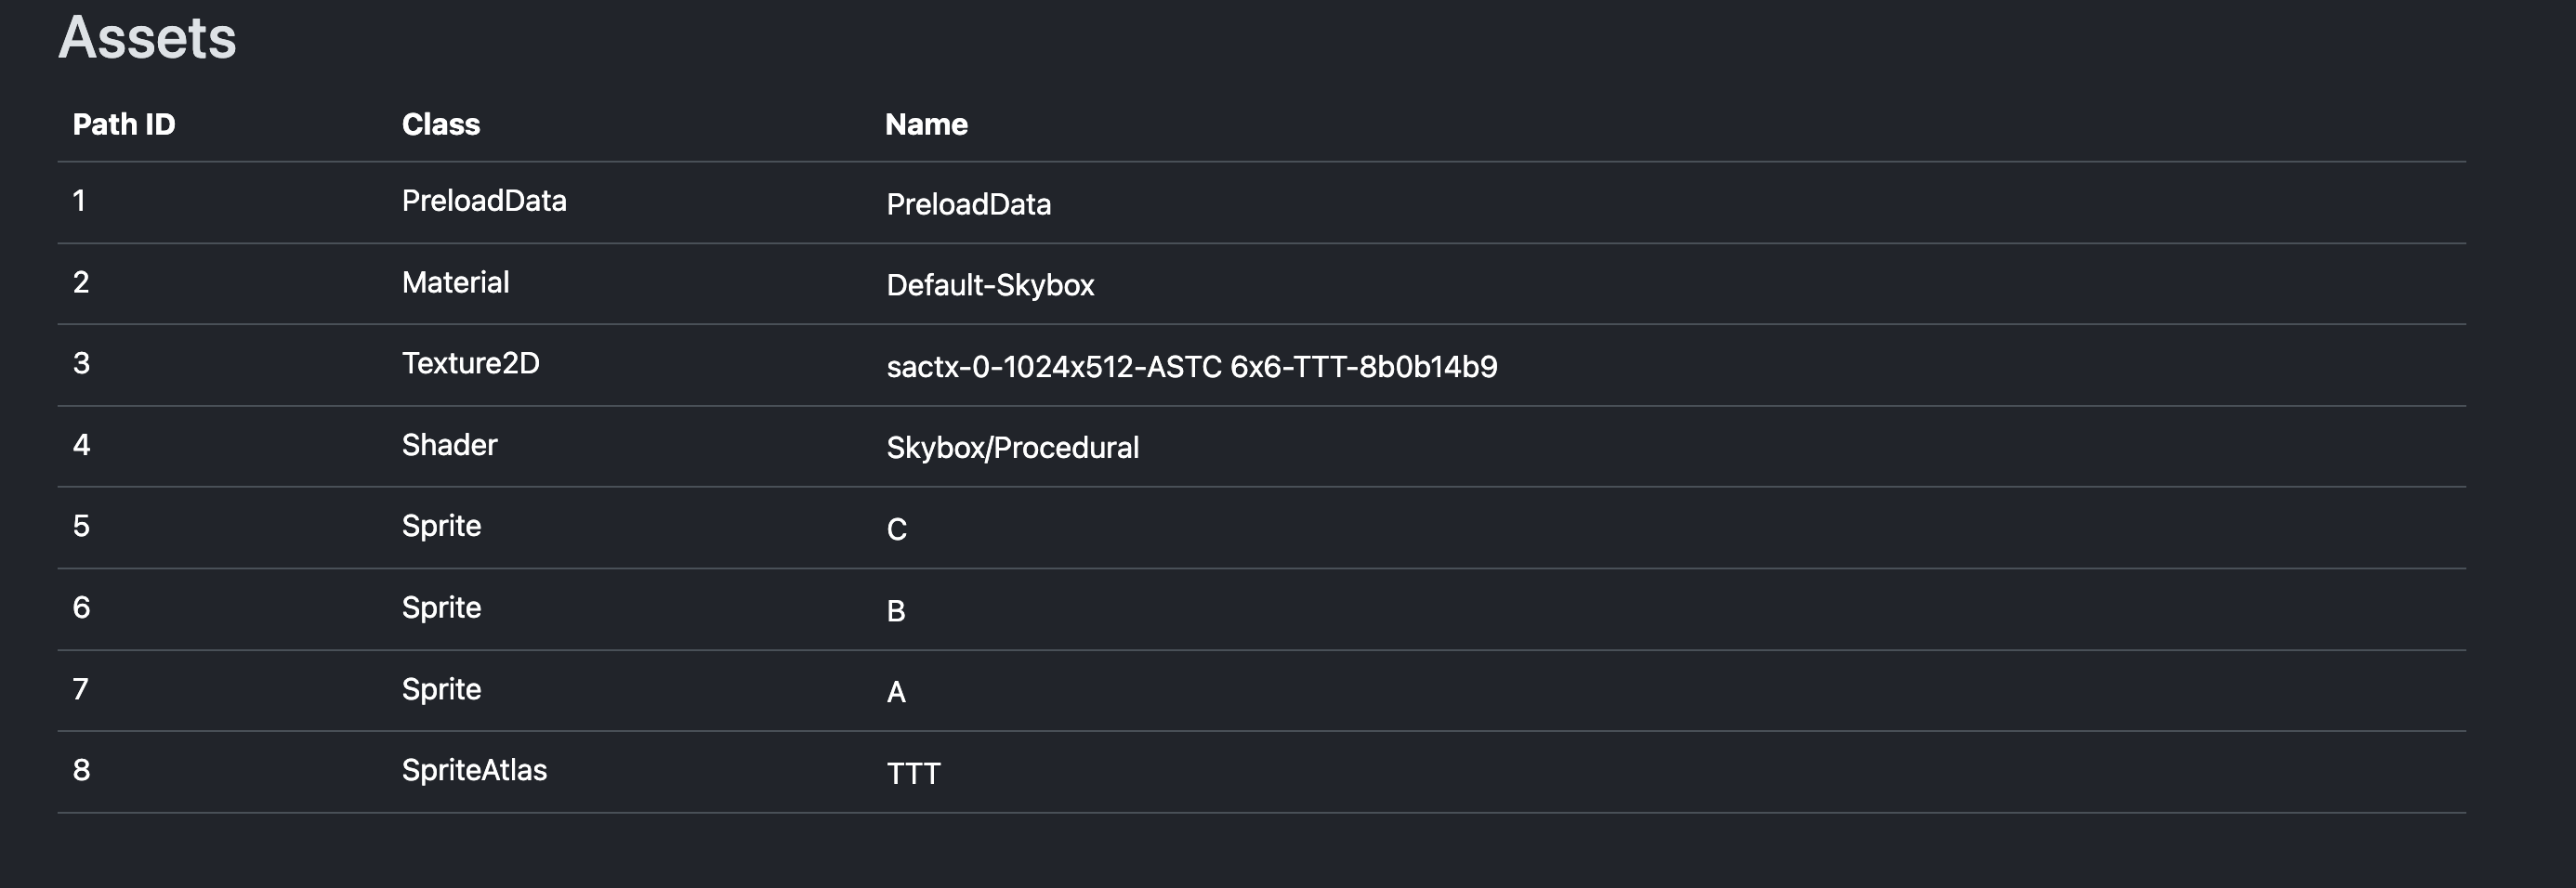 Assets
Path ID Class Name
1 PreloadData PreloadData
2 Material Default-Skybox
3 Texture2D sactx-0-1024x512-ASTC 6x6-TTT-8b0b14b9
4 Shader Skybox/Procedural
5 Sprite C
6 Sprite B
7 Sprite A
8 SpriteAtlas TTT